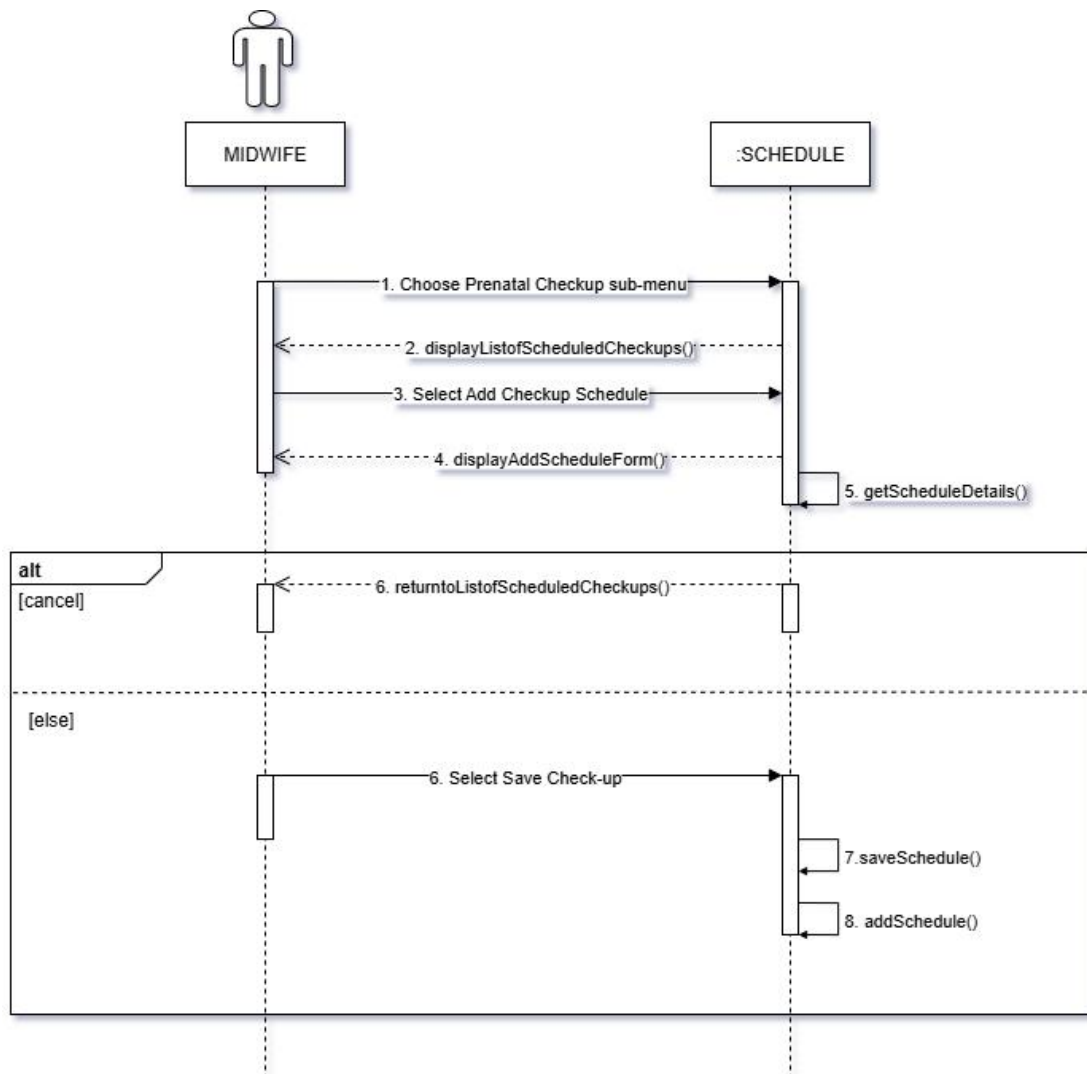 MIDWIFE
:SCHEDULE
1. Choose Prenatal Checkup sub-menu
2. displayListofScheduledCheckups()
3. Select Add Checkup Schedule
4. displayAddScheduleForm()
5. getScheduleDetails()
alt
[cancel]
6. returntoListofScheduledCheckups()
[else]
6. Select Save Check-up
7.saveSchedule()
8. addSchedule()